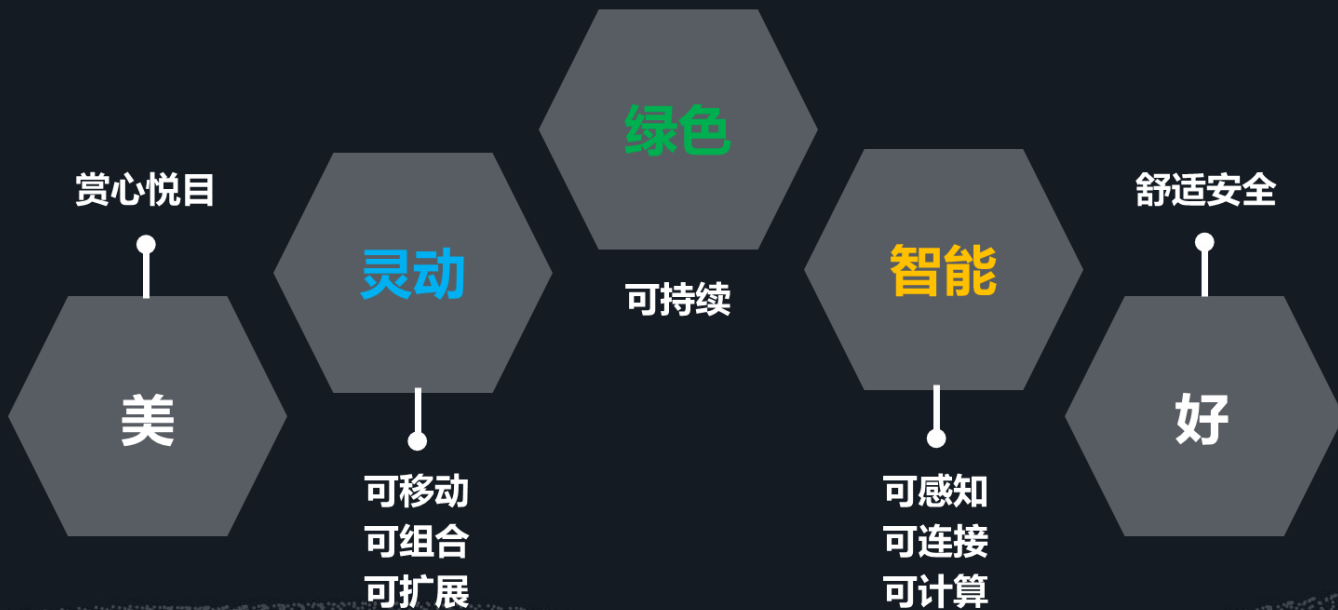 绿色
可持续
赏心悦目
美
灵动
可移动
可组合
可扩展
智能
可感知
可连接
可计算
舒适安全
好